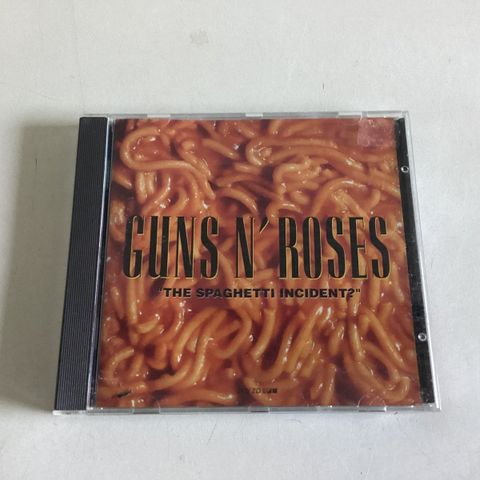 GUNS N' ROSES
"THE SPAGHETTI INCIDENT?"